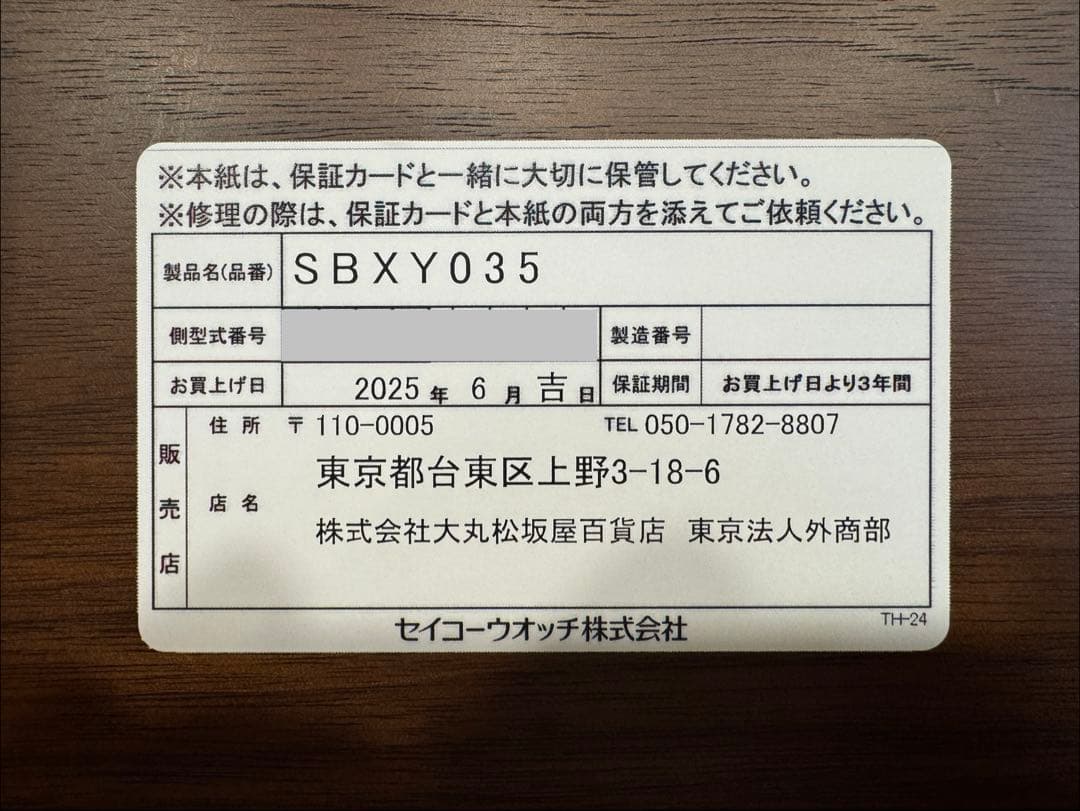 ※本紙は、保証カードと一緒に大切に保管してください。
※修理の際は、保証カードと本紙の両方を添えてご依頼ください。
製品名(品番) SBXY035
側型式番号 製造番号
お買上げ日 2025年 6月吉日 保証期間 お買上げ日より3年間
販売店
住所 〒110-0005 TEL 050-1782-8807
東京都台東区上野3-18-6
店名
株式会社大丸松坂屋百貨店 東京法人外商部
セイコーウオッチ株式会社
TH-24